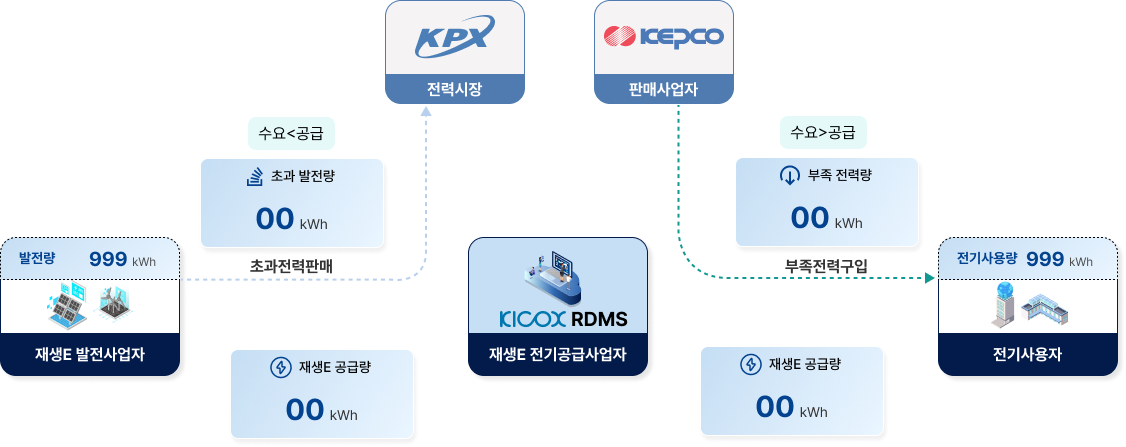 KPX
전력시장
KEPCO
판매사업자
수요<공급
초과 발전량
00 kWh
초과전력판매
수요>공급
부족 전력량
00 kWh
부족전력구입
발전량 999 kWh
재생E 발전사업자
KICOX RDMS
재생E 전기공급사업자
전기사용량 999 kWh
전기사용자
재생E 공급량
00 kWh
재생E 공급량
00 kWh